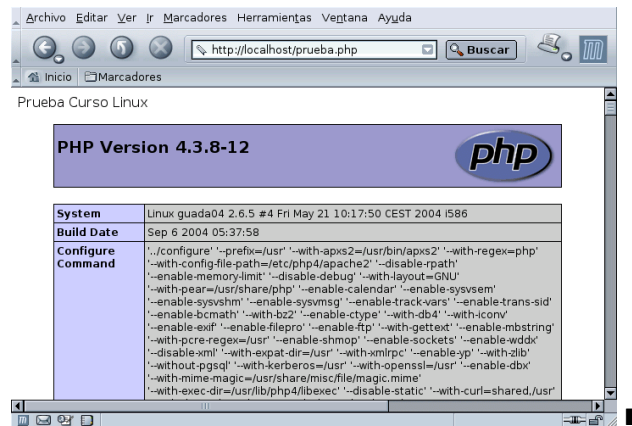 Archivo Editar Ver Ir Marcadores Herramientas Ventana Ayuda
http://localhost/prueba.php
Buscar
Inicio Marcadores
Prueba Curso Linux
PHP Version 4.3.8-12
php
System Linux guada04 2.6.5 #4 Fri May 21 10:17:50 CEST 2004 i586
Build Date Sep 6 2004 05:37:58
Configure Command '../configure' '--prefix=/usr' '--with-apxs2=/usr/bin/apxs2' '--with-regex=php'
'--with-config-file-path=/etc/php4/apache2' '--disable-rpath'
'--enable-memory-limit' '--disable-debug' '--with-layout=GNU'
'--with-pear=/usr/share/php' '--enable-calendar' '--enable-sysvsem'
'--enable-sysvshm' '--enable-sysvmsg' '--enable-track-vars' '--enable-trans-sid'
'--enable-bcmath' '--with-bz2' '--enable-ctype' '--with-db4' '--with-iconv'
'--enable-exif' '--enable-filepro' '--enable-ftp' '--with-gettext' '--enable-mbstring'
'--with-pcre-regex=/usr' '--enable-shmop' '--enable-sockets' '--enable-wddx'
'--disable-xml' '--with-expat-dir=/usr' '--with-xmlrpc' '--enable-yp' '--with-zlib'
'--without-pgsql' '--with-kerberos=/usr' '--with-openssl=/usr' '--enable-dbx'
'--with-mime-magic=/usr/share/misc/file/magic.mime'
'--with-exec-dir=/usr/lib/php4/libexec' '--disable-static' '--with-curl=shared,/usr'